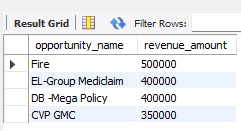 Result Grid Filter Rows:
opportunity_name revenue_amount
Fire 500000
EL-Group Mediclaim 400000
DB -Mega Policy 400000
CVP GMC 350000